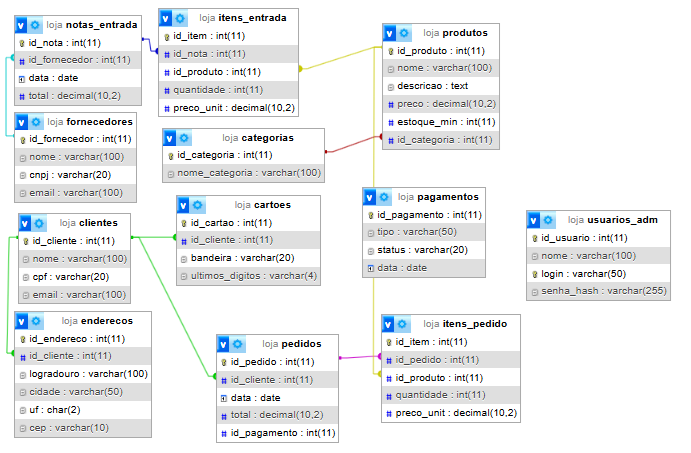 loja notas_entrada
id_nota : int(11)
id_fornecedor : int(11)
data : date
total : decimal(10,2)
loja itens_entrada
id_item : int(11)
id_nota : int(11)
id_produto : int(11)
quantidade : int(11)
preco_unit : decimal(10,2)
loja produtos
id_produto : int(11)
nome : varchar(100)
descricao : text
preco : decimal(10,2)
estoque_min : int(11)
id_categoria : int(11)
loja fornecedores
id_fornecedor : int(11)
nome : varchar(100)
cnpj : varchar(20)
email : varchar(100)
loja categorias
id_categoria : int(11)
nome_categoria : varchar(100)
loja clientes
id_cliente : int(11)
nome : varchar(100)
cpf : varchar(20)
email : varchar(100)
loja cartoes
id_cartao : int(11)
id_cliente : int(11)
bandeira : varchar(20)
ultimos_digitos : varchar(4)
loja pagamentos
id_pagamento : int(11)
tipo : varchar(50)
status : varchar(20)
data : date
loja usuarios_adm
id_usuario : int(11)
nome : varchar(100)
login : varchar(50)
senha_hash : varchar(255)
loja enderecos
id_endereco : int(11)
id_cliente : int(11)
logradouro : varchar(100)
cidade : varchar(50)
uf : char(2)
cep : varchar(10)
loja pedidos
id_pedido : int(11)
id_cliente : int(11)
data : date
total : decimal(10,2)
id_pagamento : int(11)
loja itens_pedido
id_item : int(11)
id_pedido : int(11)
id_produto : int(11)
quantidade : int(11)
preco_unit : decimal(10,2)